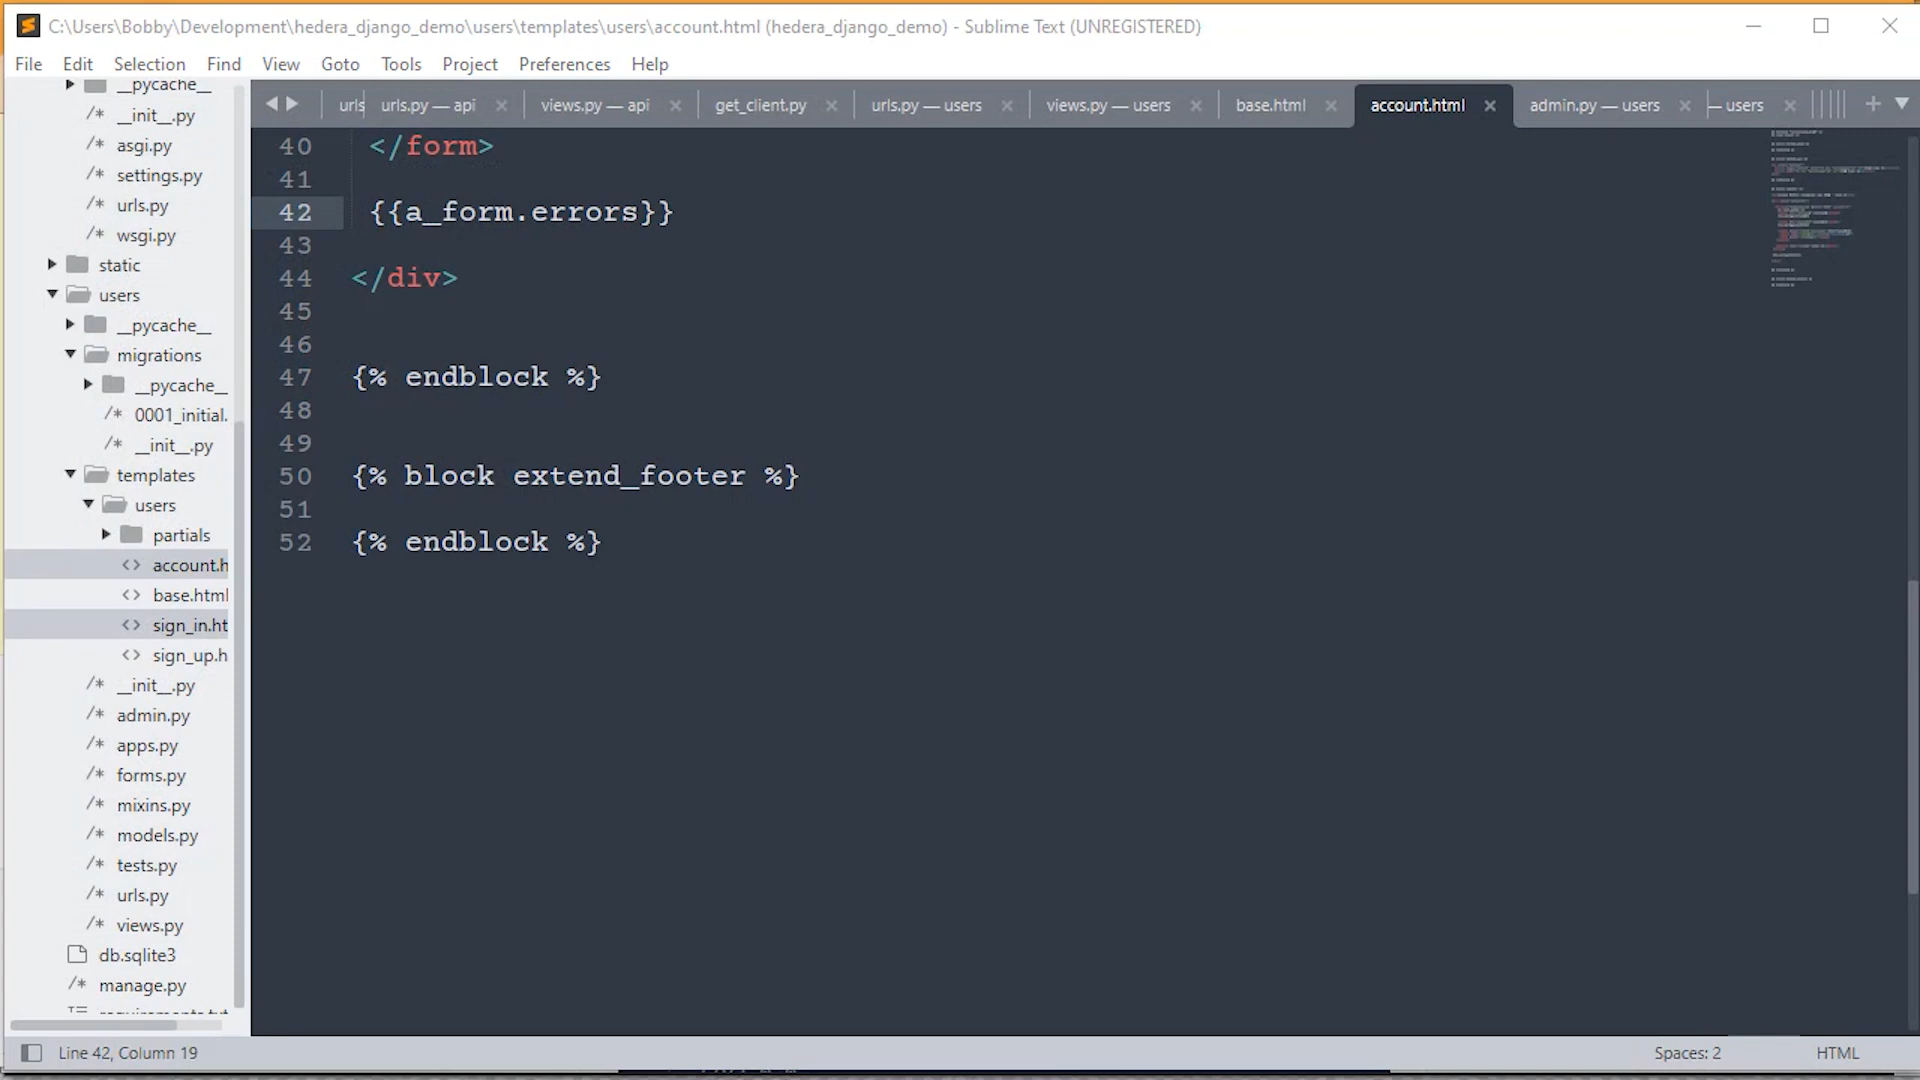 C:\Users\Bobby\Development\hedera_django_demo\users\templates\users\account.html (hedera_django_demo) - Sublime Text (UNREGISTERED)
File Edit Selection Find View Goto Tools Project Preferences Help
urls urls.py — api views.py — api get_client.py urls.py — users views.py — users base.html account.html admin.py — users — users
__pycache__
/* __init__.py
/* asgi.py
/* settings.py
/* urls.py
/* wsgi.py
static
users
__pycache__
migrations
__pycache__
/* 0001_initial.
/* __init__.py
templates
users
partials
<> account.h
<> base.html
<> sign_in.ht
<> sign_up.h
/* __init__.py
/* admin.py
/* apps.py
/* forms.py
/* mixins.py
/* models.py
/* tests.py
/* urls.py
/* views.py
db.sqlite3
/* manage.py
40 </form>
41
42 {{a_form.errors}}
43
44 </div>
45
46
47 {% endblock %}
48
49
50 {% block extend_footer %}
51
52 {% endblock %}
Line 42, Column 19
Spaces: 2
HTML